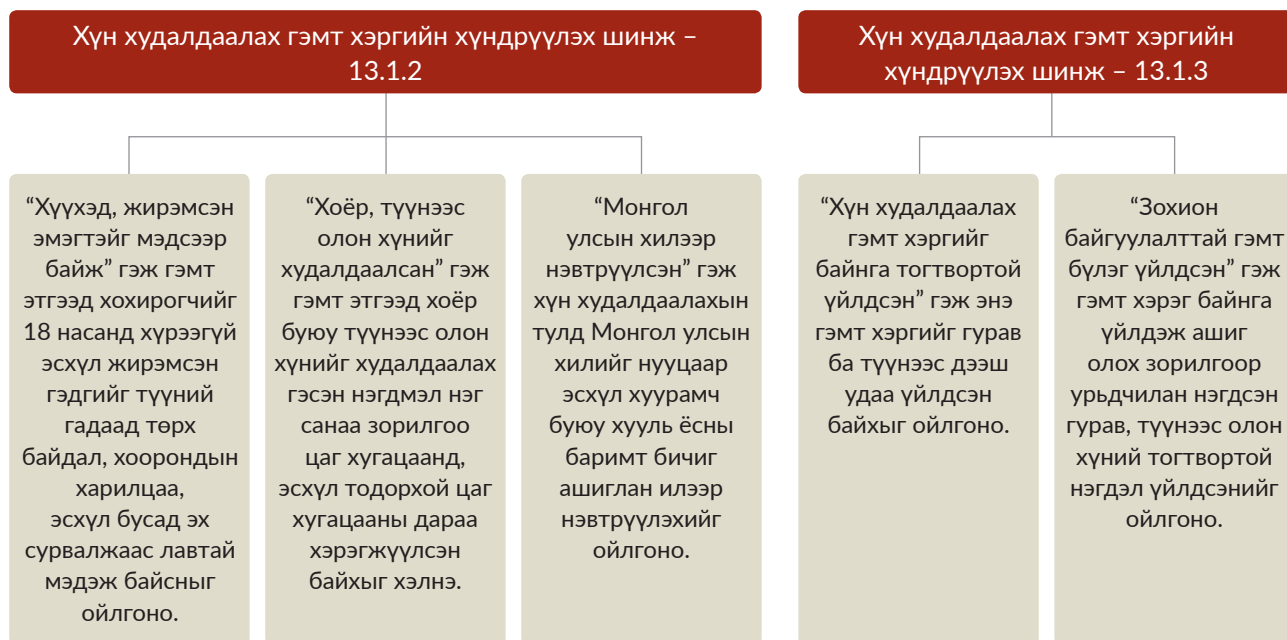 Хүн худалдаалах гэмт хэргийн хүндрүүлэх шинж –
13.1.2
Хүн худалдаалах гэмт хэргийн
хүндрүүлэх шинж – 13.1.3
“Хүүхэд, жирэмсэн
эмэгтэйг мэдсээр
байж” гэж гэмт
этгээд хохирогчийг
18 насанд хүрээгүй
эсхүл жирэмсэн
гэдгийг түүний
гадаад төрх
байдал, хоорондын
харилцаа,
эсхүл бусад эх
сурвалжаас лавтай
мэдэж байсныг
ойлгоно.
“Хоёр, түүнээс
олон хүнийг
худалдаалсан” гэж
гэмт этгээд хоёр
буюу түүнээс олон
хүнийг худалдаалах
гэсэн нэгдмэл нэг
санаа зорилгоо
цаг хугацаанд,
эсхүл тодорхой цаг
хугацааны дараа
хэрэгжүүлсэн
байхыг хэлнэ.
“Монгол
улсын хилээр
нэвтрүүлсэн” гэж
хүн худалдаалахын
тулд Монгол улсын
хилийг нууцаар
эсхүл хуурамч
буюу хууль ёсны
баримт бичиг
ашиглан илээр
нэвтрүүлэхийг
ойлгоно.
“Хүн худалдаалах
гэмт хэргийг
байнга тогтвортой
үйлдсэн” гэж энэ
гэмт хэргийг гурав
ба түүнээс дээш
удаа үйлдсэн
байхыг ойлгоно.
“Зохион
байгуулалттай гэмт
бүлэг үйлдсэн” гэж
гэмт хэрэг байнга
үйлдэж ашиг
олох зорилгоор
урьдчилан нэгдсэн
гурав, түүнээс олон
хүний тогтвортой
нэгдэл үйлдсэнийг
ойлгоно.